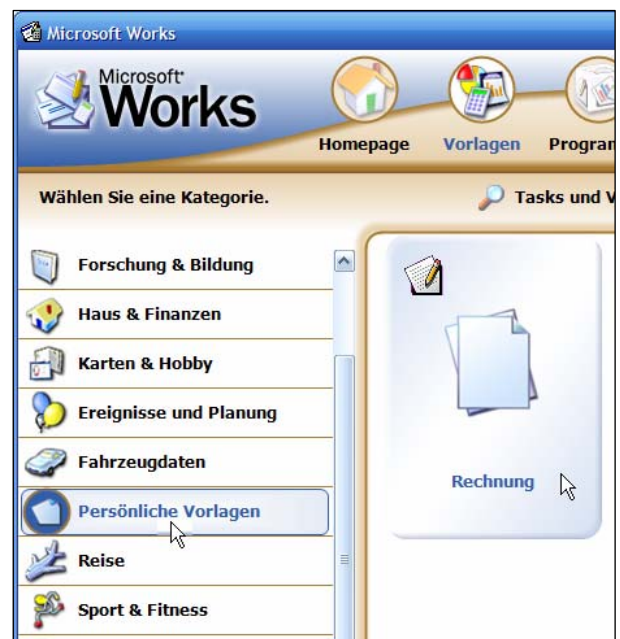 Microsoft Works
Microsoft
Works
Homepage
Vorlagen
Wählen Sie eine Kategorie.
Tasks und
Forschung & Bildung
Haus & Finanzen
Karten & Hobby
Ereignisse und Planung
Fahrzeugdaten
Persönliche Vorlagen
Reise
Sport & Fitness
Rechnung